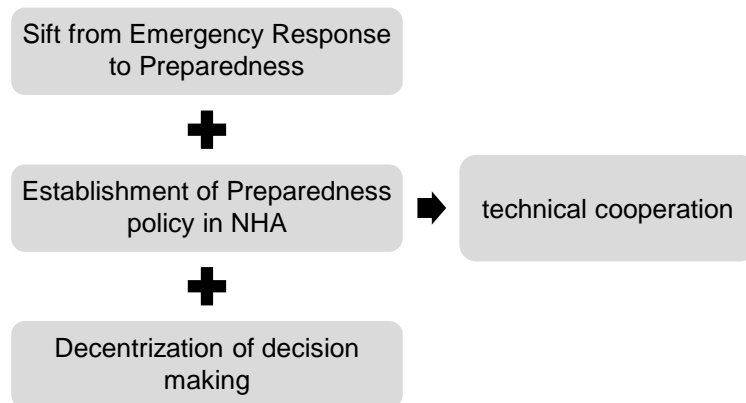 Sift from Emergency Response
to Preparedness
Establishment of Preparedness
policy in NHA
technical cooperation
Decentrization of decision
making